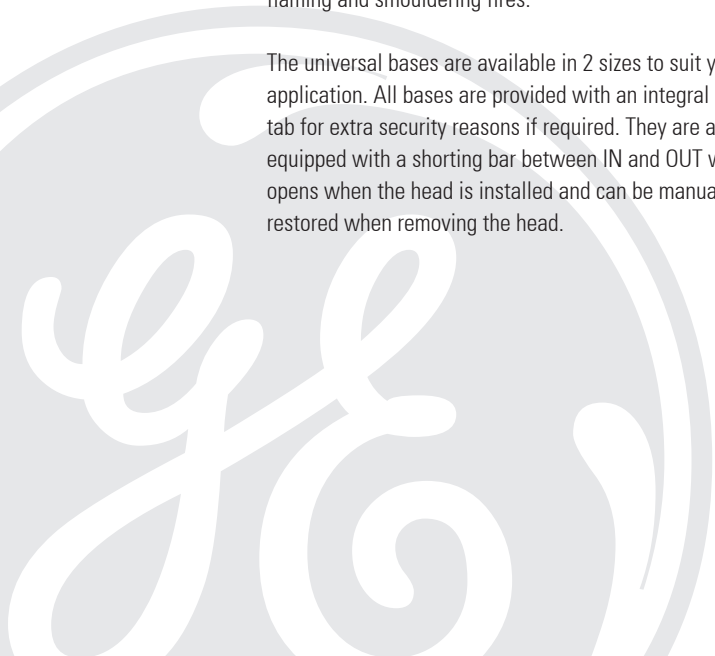 flaming and smouldering fires.
The universal bases are available in 2 sizes to suit
application. All bases are provided with an integral
tab for extra security reasons if required. They are
equipped with a shorting bar between IN and OUT
opens when the head is installed and can be
restored when removing the head.
GE